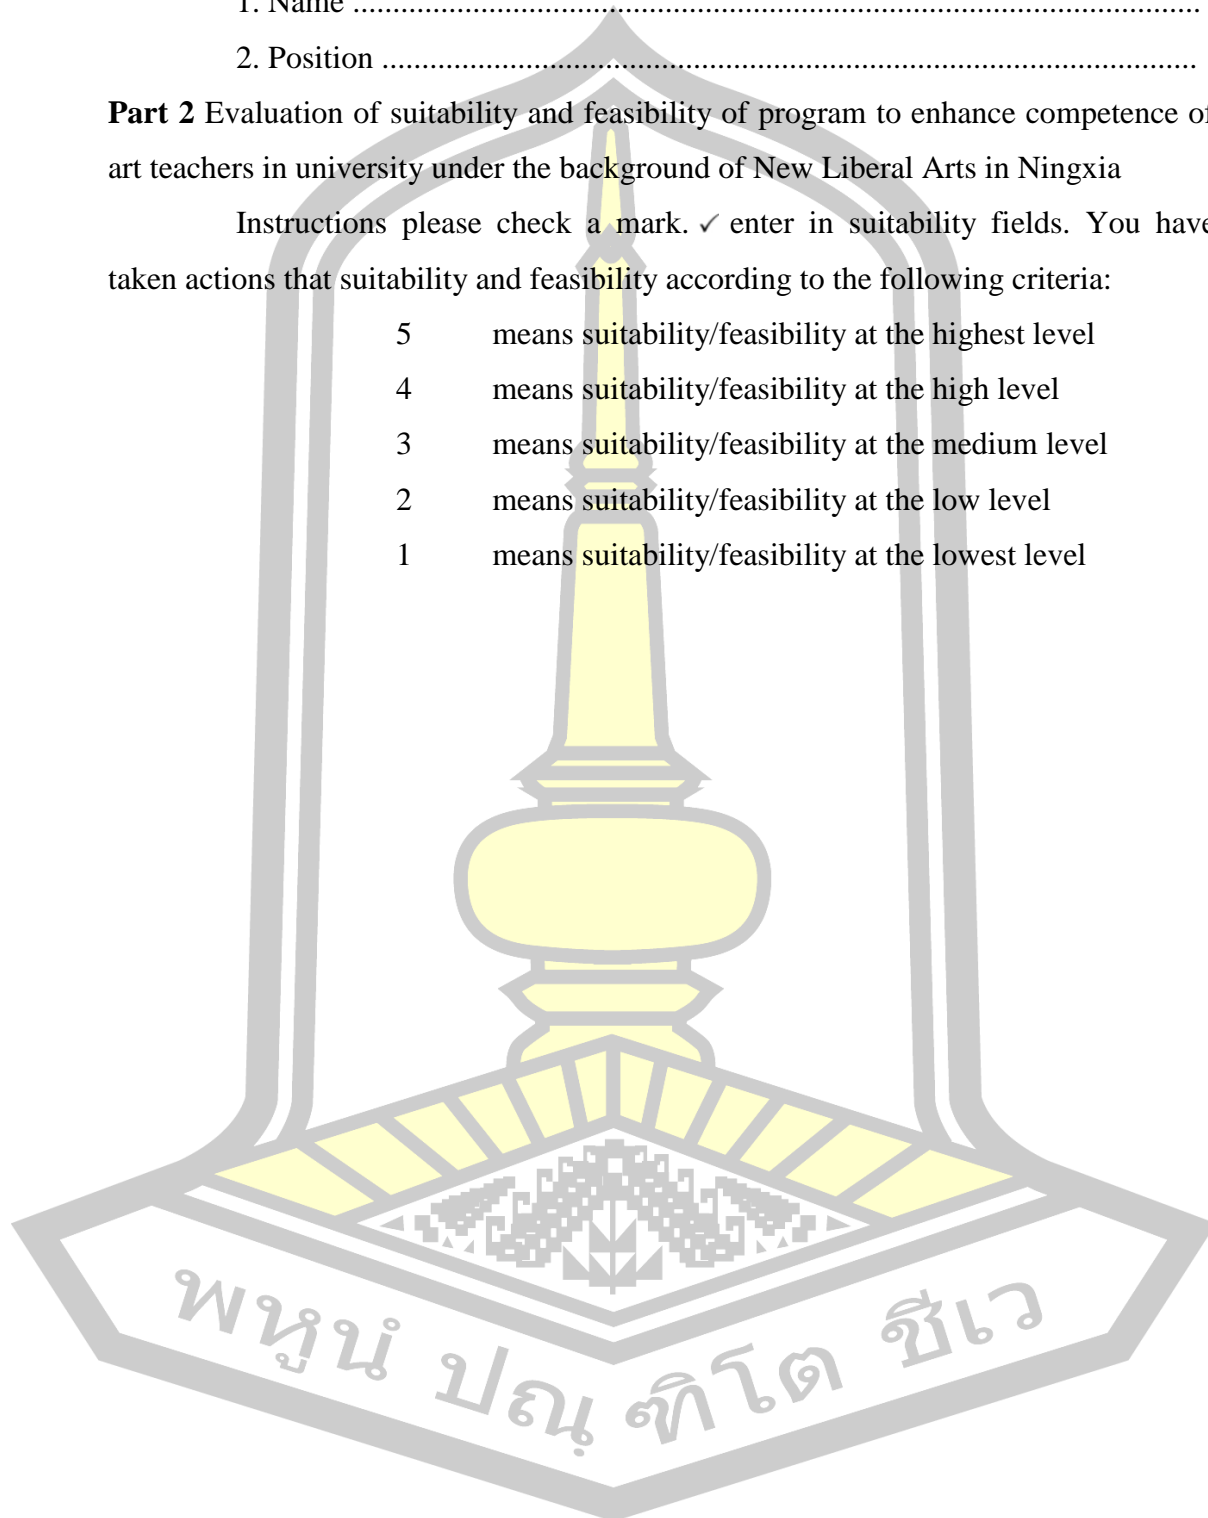 1. Name ..........................................................................................................
2. Position ......................................................................................................
Part 2 Evaluation of suitability and feasibility of program to enhance competence of
art teachers in university under the background of New Liberal Arts in Ningxia
Instructions please check a mark. ✓ enter in suitability fields. You have
taken actions that suitability and feasibility according to the following criteria:
5 means suitability/feasibility at the highest level
4 means suitability/feasibility at the high level
3 means suitability/feasibility at the medium level
2 means suitability/feasibility at the low level
1 means suitability/feasibility at the lowest level
พหูนํ ปณฺฑิโต ชีเว